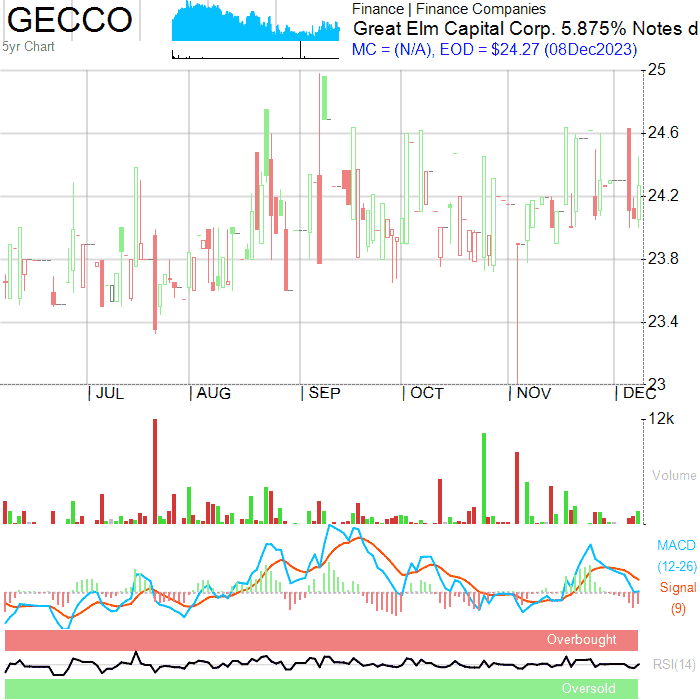 GECCO
5yr Chart
Finance | Finance Companies
Great Elm Capital Corp. 5.875% Notes d
MC = (N/A), EOD = $24.27 (08Dec2023)
25
24.6
24.2
23.8
23.4
23
| JUL | AUG | SEP | OCT | NOV | DEC
12k
Volume
MACD
(12-26)
Signal
(9)
Overbought
RSI(14)
Oversold